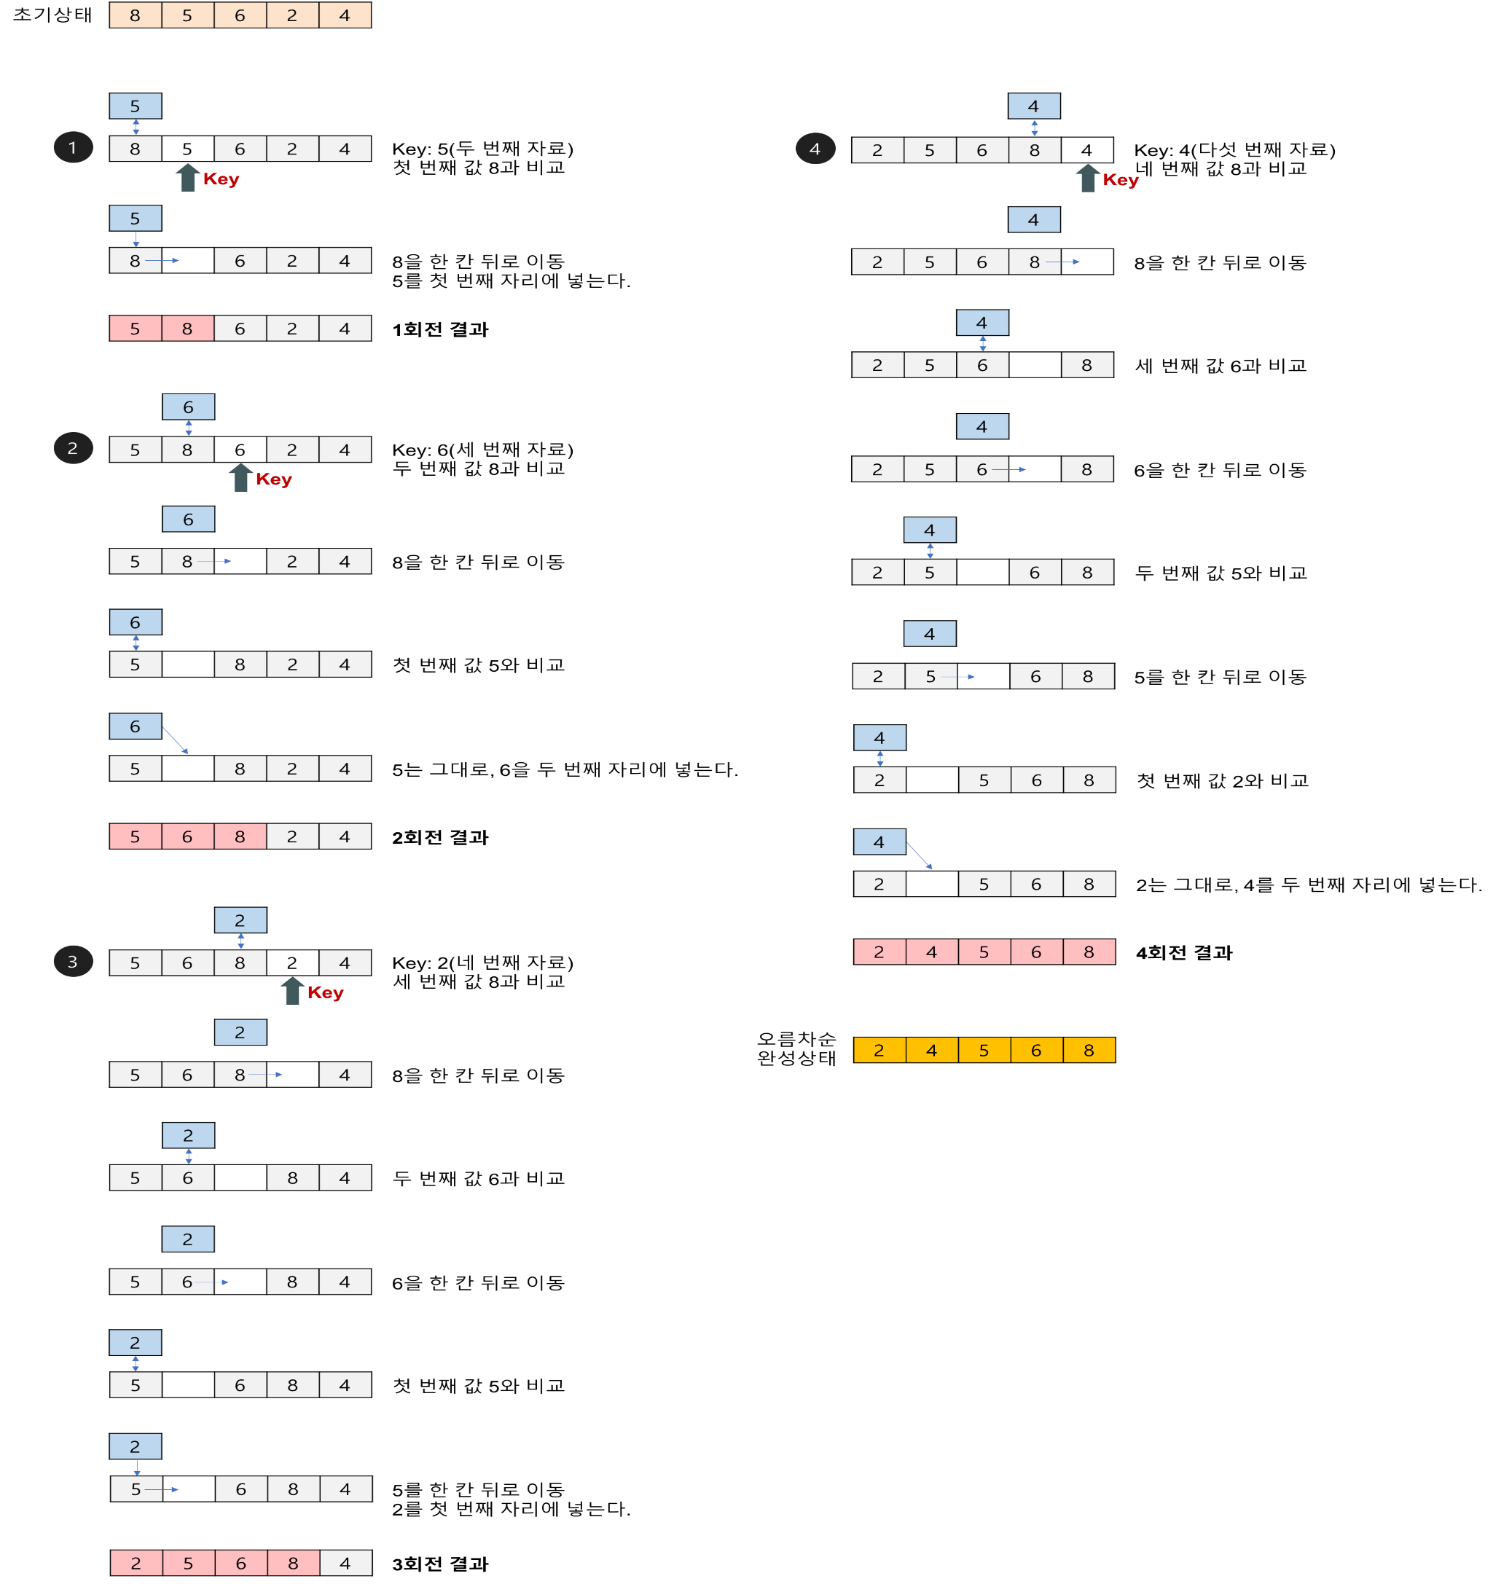 초기상태 8 5 6 2 4
5
1 8 5 6 2 4 Key: 5(두 번째 자료)
첫 번째 값 8과 비교
Key
5
8 6 2 4 8을 한 칸 뒤로 이동
5를 첫 번째 자리에 넣는다.
5 8 6 2 4 1회전 결과
6
2 5 8 6 2 4 Key: 6(세 번째 자료)
두 번째 값 8과 비교
Key
6
5 8 2 4 8을 한 칸 뒤로 이동
6
5 8 2 4 첫 번째 값 5와 비교
6
5 8 2 4 5는 그대로, 6을 두 번째 자리에 넣는다.
5 6 8 2 4 2회전 결과
2
3 5 6 8 2 4 Key: 2(네 번째 자료)
세 번째 값 8과 비교
Key
2
5 6 8 4 8을 한 칸 뒤로 이동
2
5 6 8 4 두 번째 값 6과 비교
2
5 6 8 4 6을 한 칸 뒤로 이동
2
5 6 8 4 첫 번째 값 5와 비교
2
5 6 8 4 5를 한 칸 뒤로 이동
2를 첫 번째 자리에 넣는다.
2 5 6 8 4 3회전 결과
4
4 2 5 6 8 4 Key: 4(다섯 번째 자료)
네 번째 값 8과 비교
Key
4
2 5 6 8 8을 한 칸 뒤로 이동
4
2 5 6 8 세 번째 값 6과 비교
4
2 5 6 8 6을 한 칸 뒤로 이동
4
2 5 6 8 두 번째 값 5와 비교
4
2 5 6 8 5를 한 칸 뒤로 이동
4
2 5 6 8 첫 번째 값 2와 비교
4
2 5 6 8 2는 그대로, 4를 두 번째 자리에 넣는다.
2 4 5 6 8 4회전 결과
오름차순
완성상태 2 4 5 6 8